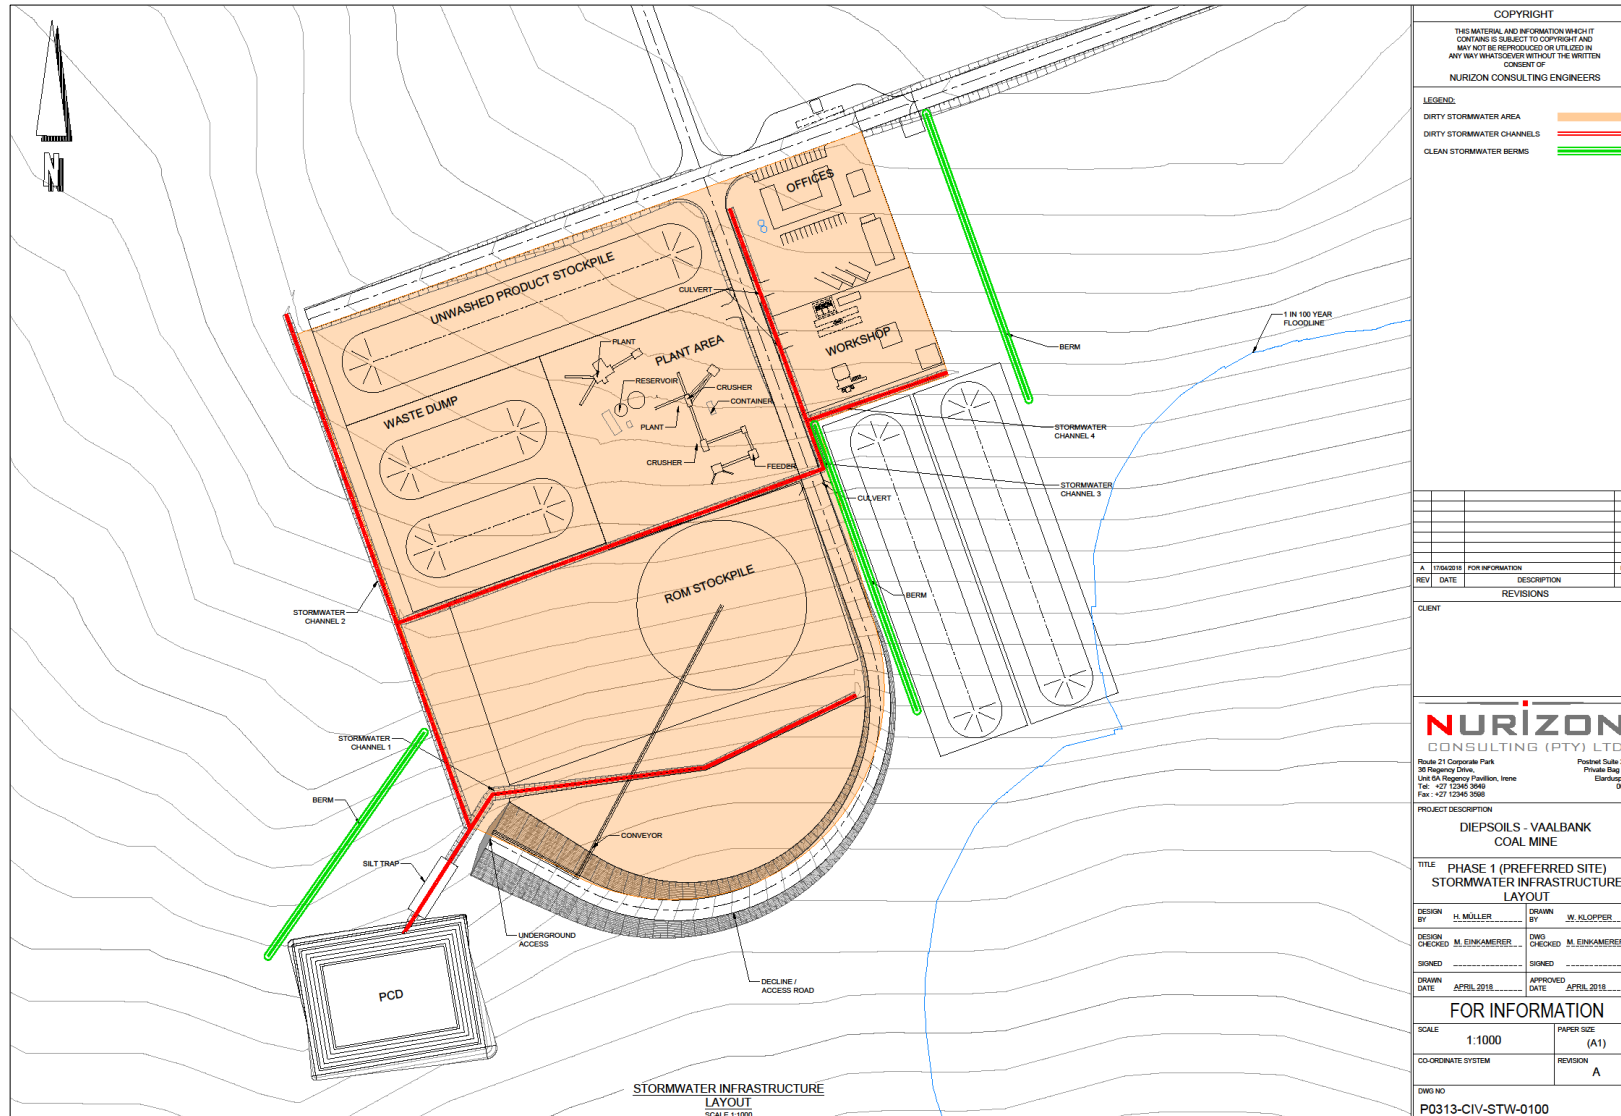 N
OFFICES
UNWASHED PRODUCT STOCKPILE
CULVERT
PLANT
PLANT AREA
RESERVOIR
CRUSHER
CONTAINER
PLANT
CRUSHER
FEEDER
WASTE DUMP
WORKSHOP
BERM
1 IN 100 YEAR
FLOODLINE
STORMWATER
CHANNEL 4
STORMWATER
CHANNEL 3
CULVERT
BERM
ROM STOCKPILE
STORMWATER
CHANNEL 2
STORMWATER
CHANNEL 1
BERM
SILT TRAP
CONVEYOR
UNDERGROUND
ACCESS
DECLINE /
ACCESS ROAD
PCD
STORMWATER INFRASTRUCTURE
LAYOUT
SCALE 1:1000
COPYRIGHT
THIS MATERIAL AND INFORMATION WHICH IT
CONTAINS IS SUBJECT TO COPYRIGHT AND
MAY NOT BE REPRODUCED OR UTILIZED IN
ANY WAY WHATSOEVER WITHOUT THE WRITTEN
CONSENT OF
NURIZON CONSULTING ENGINEERS
LEGEND:
DIRTY STORMWATER AREA
DIRTY STORMWATER CHANNELS
CLEAN STORMWATER BERMS
A 17/04/2018 FOR INFORMATION
REV DATE DESCRIPTION
REVISIONS
CLIENT
NURIZON
CONSULTING (PTY) LTD
Route 21 Corporate Park Postnet Suite
36 Regency Drive, Private Bag
Unit 6A Regency Pavillion, Irene
Tel: +27 12345 3649
Fax : +27 12345 3598
PROJECT DESCRIPTION
DIEPSOILS - VAALBANK
COAL MINE
TITLE PHASE 1 (PREFERRED SITE)
STORMWATER INFRASTRUCTURE
LAYOUT
DESIGN BY H. MÜLLER DRAWN BY W. KLOPPER
DESIGN CHECKED M. EINKAMERER DWG CHECKED M. EINKAMERER
SIGNED SIGNED
DRAWN DATE APRIL 2018 APPROVED DATE APRIL 2018
FOR INFORMATION
SCALE 1:1000 PAPER SIZE (A1)
CO-ORDINATE SYSTEM REVISION A
DWG NO
P0313-CIV-STW-0100